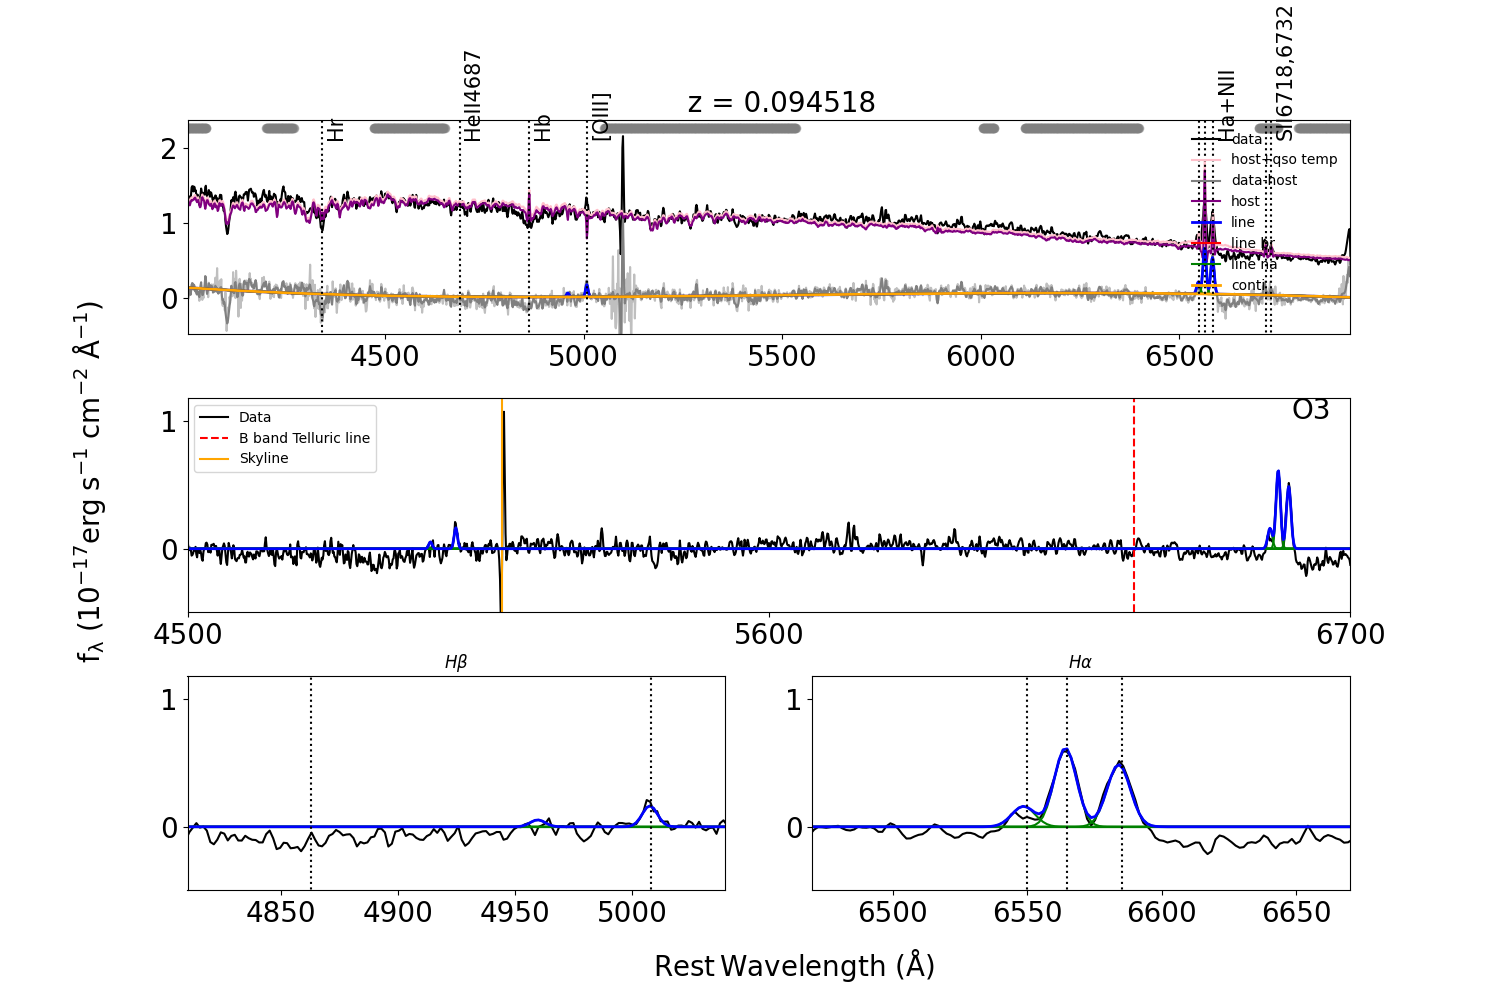 z = 0.094518
Hr
HeII4687
Hb
[OIII]
Ha+NII
SII6718,6732
data
host+qso temp
data-host
host
line
line br
line na
conti
2
1
0
4500
5000
5500
6000
6500
fλ (10⁻¹⁷erg s⁻¹ cm⁻² Å⁻¹)
Data
B band Telluric line
Skyline
O3
1
0
4500
5600
6700
Hβ
1
0
4850
4900
4950
5000
Hα
1
0
6500
6550
6600
6650
Rest Wavelength (Å)